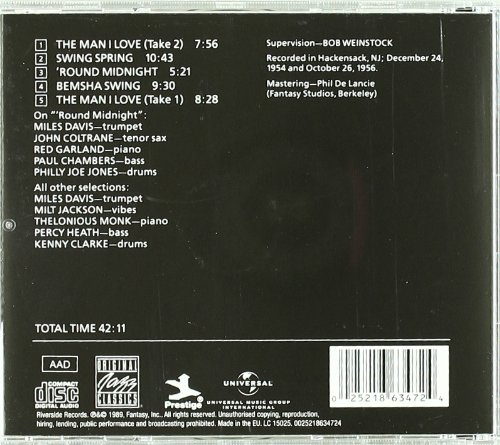 1 THE MAN I LOVE (Take 2) 7:56
2 SWING SPRING 10:43
3 'ROUND MIDNIGHT 5:21
4 BEMSHA SWING 9:30
5 THE MAN I LOVE (Take 1) 8:28
On "'Round Midnight":
MILES DAVIS—trumpet
JOHN COLTRANE—tenor sax
RED GARLAND—piano
PAUL CHAMBERS—bass
PHILLY JOE JONES—drums
All other selections:
MILES DAVIS—trumpet
MILT JACKSON—vibes
THELONIOUS MONK—piano
PERCY HEATH—bass
KENNY CLARKE—drums
Supervision—BOB WEINSTOCK
Recorded in Hackensack, NJ; December 24,
1954 and October 26, 1956.
Mastering—Phil De Lancie
(Fantasy Studios, Berkeley)
TOTAL TIME 42:11
AAD
COMPACT
disc
DIGITAL AUDIO
ORIGINAL
Jazz
CLASSICS
Prestige
UNIVERSAL
UNIVERSAL MUSIC GROUP
INTERNATIONAL
0 25218 63472 4
Riverside Records. ℗&© 1989, Fantasy, Inc. All rights reserved. Unauthorised copying, reproduction,
hiring, lending, public performance and broadcasting prohibited. Made in the EU. LC 15025. 0025218634724